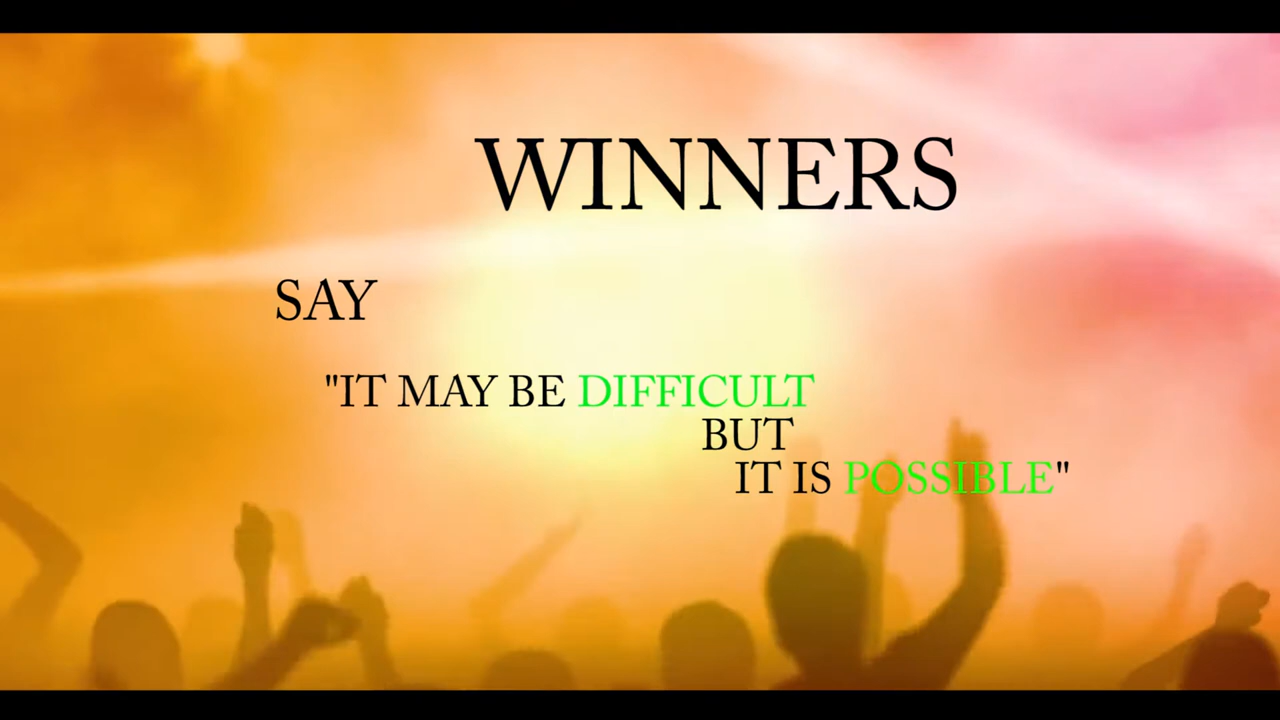 WINNERS
SAY
"IT MAY BE DIFFICULT
BUT
IT IS POSSIBLE"